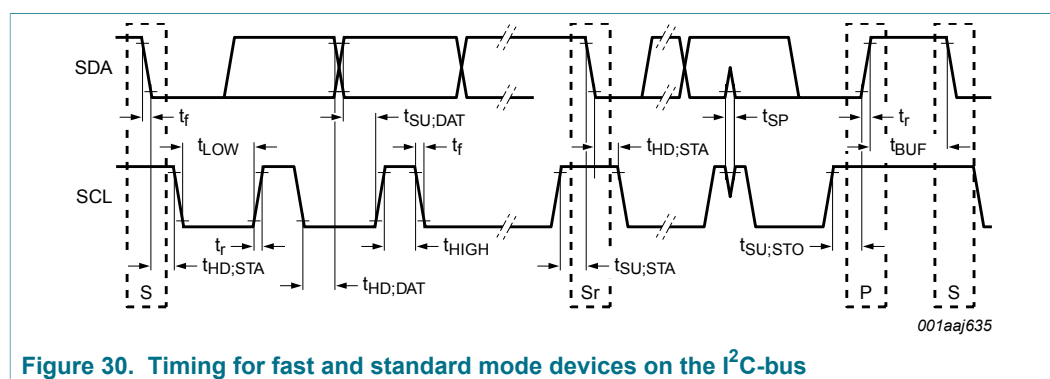 SDA
t_f
t_SU;DAT
t_SP
t_r
t_LOW
t_f
t_HD;STA
t_BUF
SCL
t_r
t_HIGH
t_SU;STO
t_HD;STA
t_SU;STA
t_HD;DAT
S
Sr
P
S
001aaj635
Figure 30. Timing for fast and standard mode devices on the I²C-bus